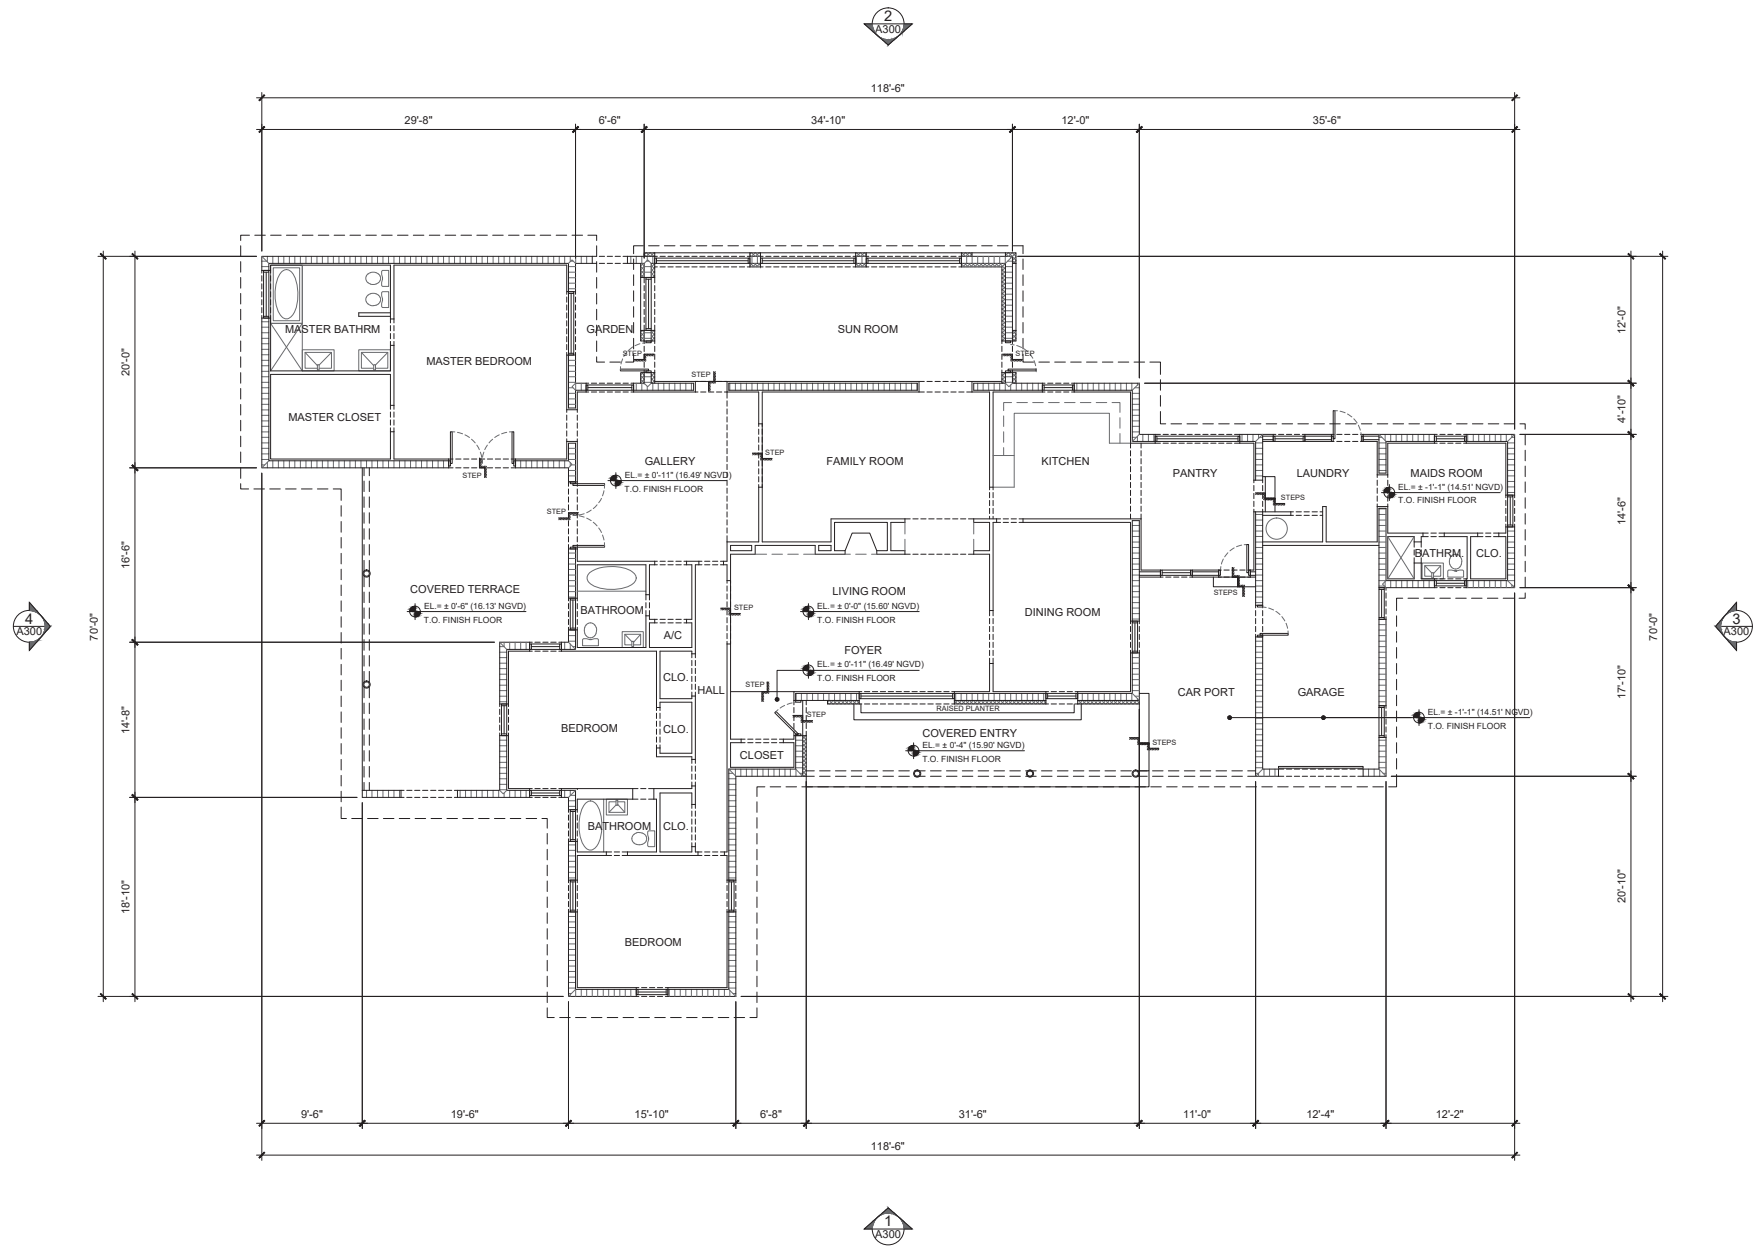 2
A300
118'-6"
29'-8"
6'-6"
34'-10"
12'-0"
35'-6"
MASTER BATHRM
GARDEN
SUN ROOM
12'-0"
STEP
STEP
20'-0"
MASTER BEDROOM
STEP
MASTER CLOSET
4'-10"
STEP
GALLERY
FAMILY ROOM
KITCHEN
PANTRY
LAUNDRY
MAIDS ROOM
STEP
EL.= ± 0'-11" (16.49' NGVD)
T.O. FINISH FLOOR
EL.= ± -1'-1" (14.51' NGVD)
T.O. FINISH FLOOR
STEPS
STEP
14'-6"
16'-6"
BATHRM.
CLO.
COVERED TERRACE
EL.= ± 0'-6" (16.13' NGVD)
T.O. FINISH FLOOR
BATHROOM
STEP
LIVING ROOM
EL.= ± 0'-0" (15.60' NGVD)
T.O. FINISH FLOOR
DINING ROOM
STEPS
4
A300
70'-0"
A/C
70'-0"
3
A300
FOYER
EL.= ± 0'-11" (16.49' NGVD)
T.O. FINISH FLOOR
CLO.
HALL
STEP
CAR PORT
GARAGE
17'-10"
14'-8"
BEDROOM
CLO.
STEP
RAISED PLANTER
EL.= ± -1'-1" (14.51' NGVD)
T.O. FINISH FLOOR
COVERED ENTRY
EL.= ± 0'-4" (15.90' NGVD)
T.O. FINISH FLOOR
STEPS
CLOSET
BATHROOM
CLO.
18'-10"
20'-10"
BEDROOM
9'-6"
19'-6"
15'-10"
6'-8"
31'-6"
11'-0"
12'-4"
12'-2"
118'-6"
1
A300